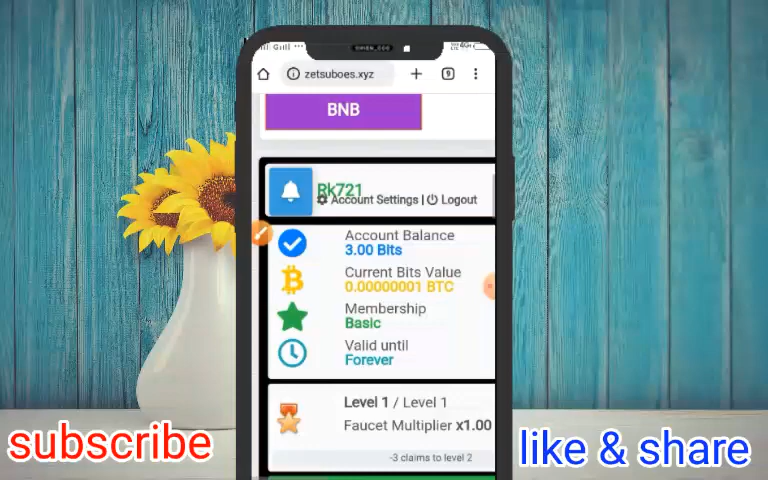 zetsuboes.xyz
9
BNB
Rk721
Account Settings | Logout
Account Balance
3.00 Bits
Current Bits Value
0.00000001 BTC
Membership
Basic
Valid until
Forever
Level 1 / Level 1
Faucet Multiplier x1.00
-3 claims to level 2
subscribe
like & share